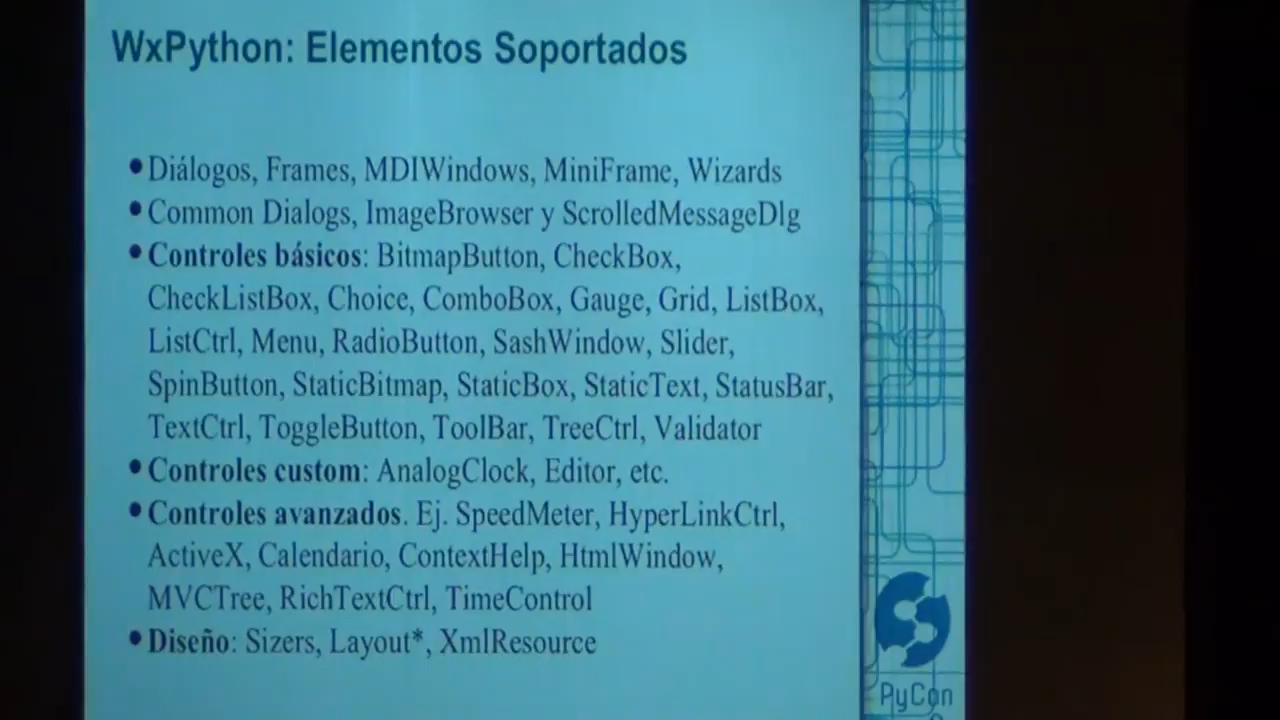 WxPython: Elementos Soportados
•Diálogos, Frames, MDIWindows, MiniFrame, Wizards
•Common Dialogs, ImageBrowser y ScrolledMessageDlg
•Controles básicos: BitmapButton, CheckBox,
CheckListBox, Choice, ComboBox, Gauge, Grid, ListBox,
ListCtrl, Menu, RadioButton, SashWindow, Slider,
SpinButton, StaticBitmap, StaticBox, StaticText, StatusBar,
TextCtrl, ToggleButton, ToolBar, TreeCtrl, Validator
•Controles custom: AnalogClock, Editor, etc.
•Controles avanzados. Ej. SpeedMeter, HyperLinkCtrl,
ActiveX, Calendario, ContextHelp, HtmlWindow,
MVCTree, RichTextCtrl, TimeControl
•Diseño: Sizers, Layout*, XmlResource
PyCon